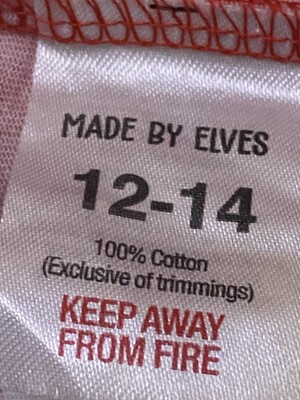 MADE BY ELVES
12-14
100% Cotton
(Exclusive of trimmings)
KEEP AWAY
FROM FIRE